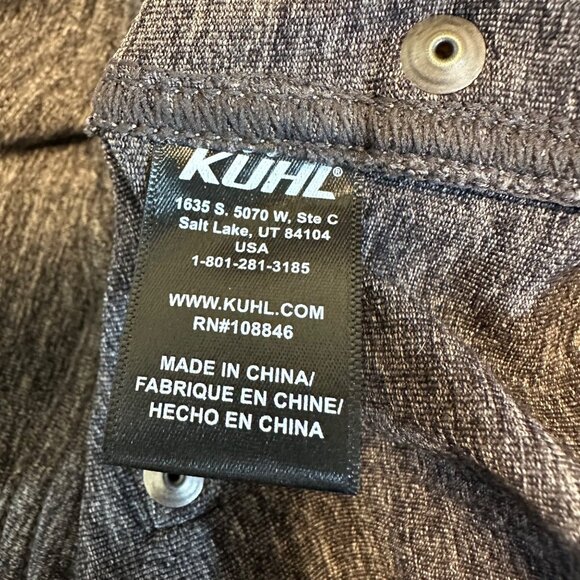 KÜHL®
1635 S. 5070 W, Ste C
Salt Lake, UT 84104
USA
1-801-281-3185
WWW.KUHL.COM
RN#108846
MADE IN CHINA/
FABRIQUE EN CHINE/
HECHO EN CHINA